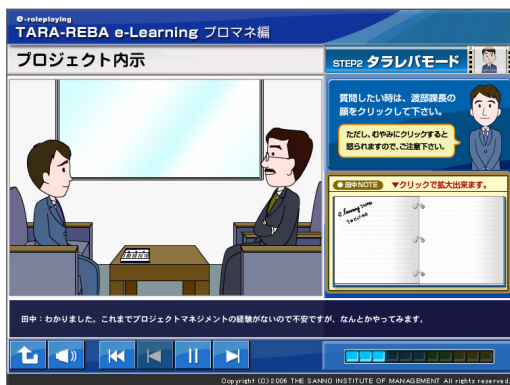 e-roleplaying
TARA-REBA e-Learning プロマネ編
プロジェクト内示
STEP2 タラレバモード
質問したい時は、渡部課長の
顔をクリックして下さい。
ただし、むやみにクリックすると
怒られますので、ご注意下さい。
●田中NOTE ▼クリックで拡大出来ます。
e-Learning
田中：わかりました。これまでプロジェクトマネジメントの経験がないので不安ですが、なんとかやってみます。
Copyright (C) 2006 THE SANNO INSTITUTE OF MANAGEMENT All rights reserved.